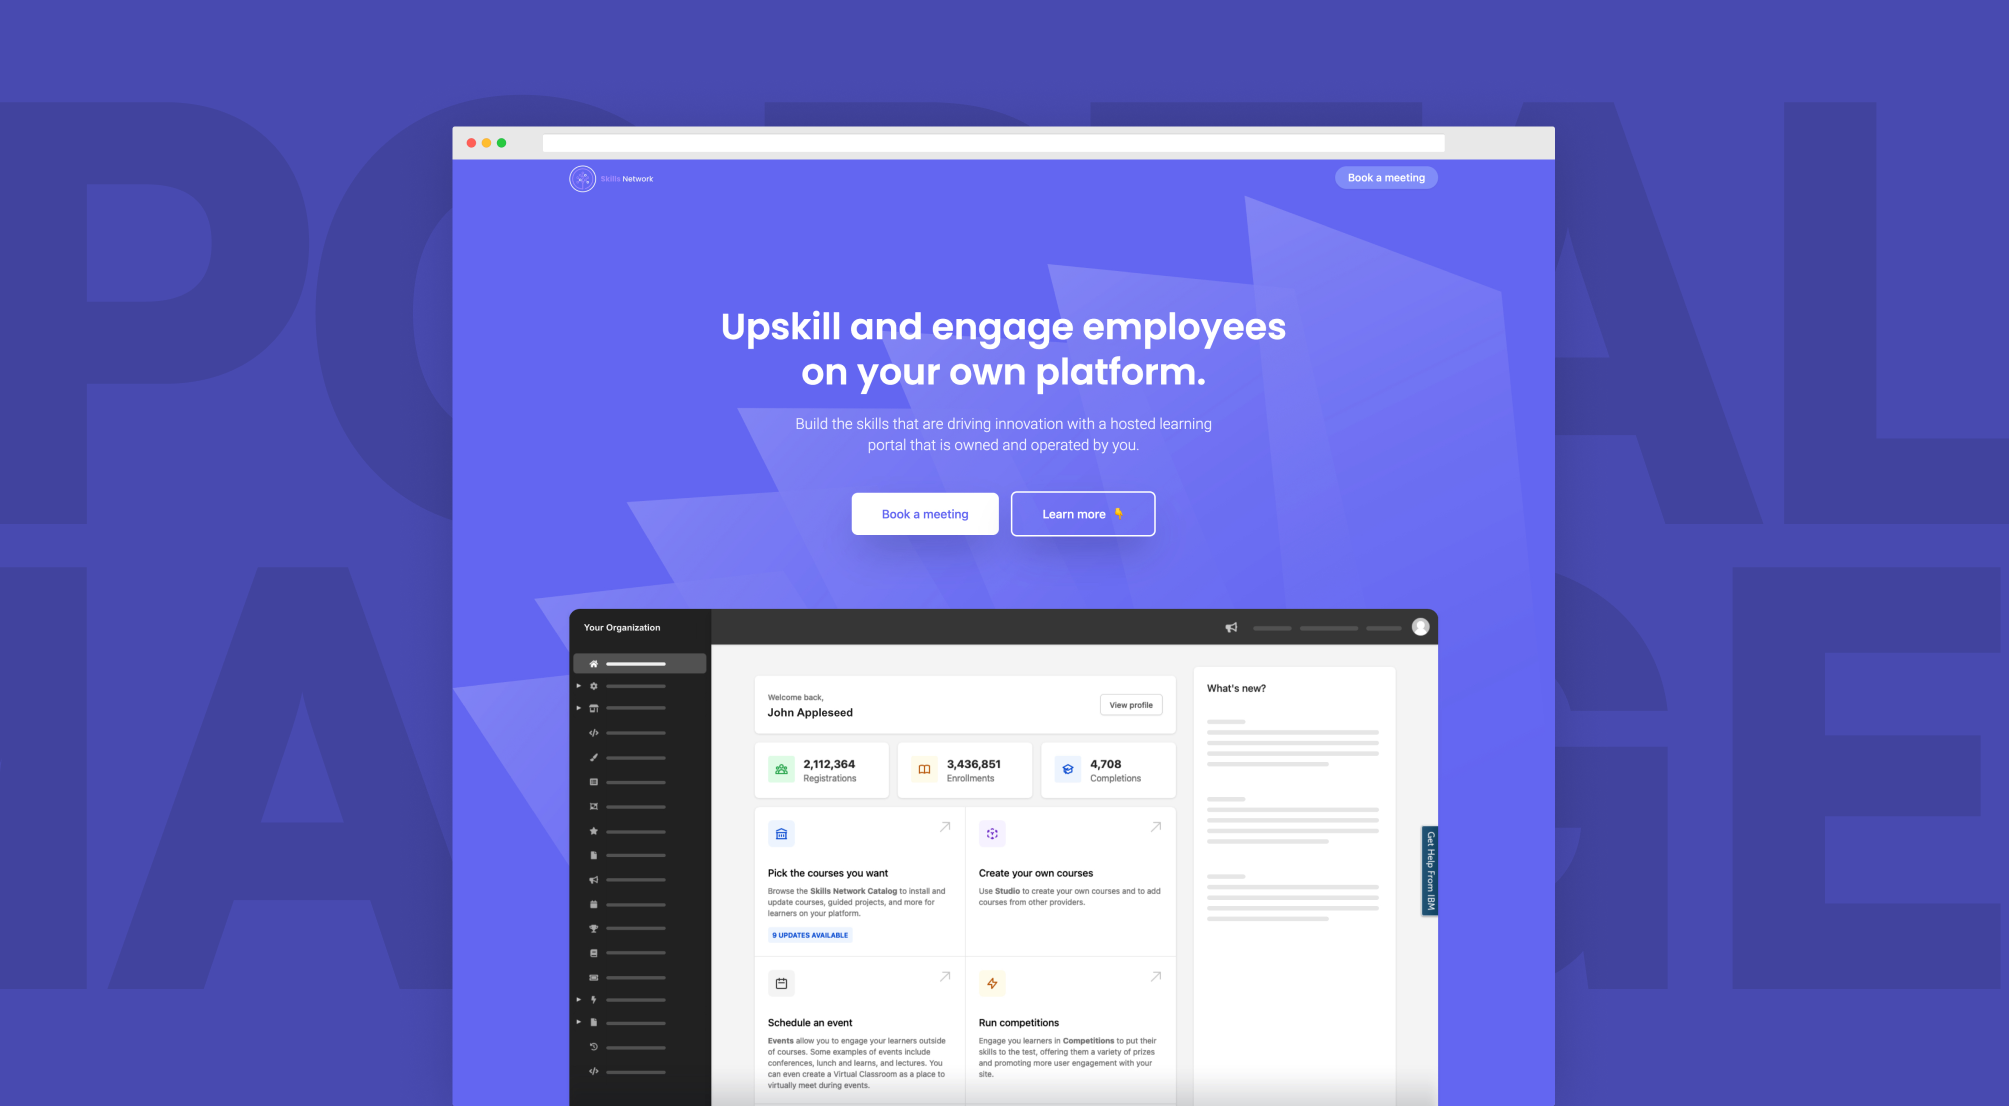 Skills Network
Book a meeting
Upskill and engage employees
on your own platform.
Build the skills that are driving innovation with a hosted learning
portal that is owned and operated by you.
Book a meeting
Learn more 👇
Your Organization
Welcome back,
John Appleseed
View profile
What's new?
2,112,364
Registrations
3,436,851
Enrollments
4,708
Completions
Pick the courses you want
Browse the Skills Network Catalog to install and
update courses, guided projects, and more for
learners on your platform.
9 UPDATES AVAILABLE
Create your own courses
Use Studio to create your own courses and to add
courses from other providers.
Get Help From IBM
Schedule an event
Events allow you to engage your learners outside
of courses. Some examples of events include
conferences, lunch and learns, and lectures. You
can even create a Virtual Classroom as a place to
virtually meet during events.
Run competitions
Engage you learners in Competitions to put their
skills to the test, offering them a variety of prizes
and promoting more user engagement with your
site.